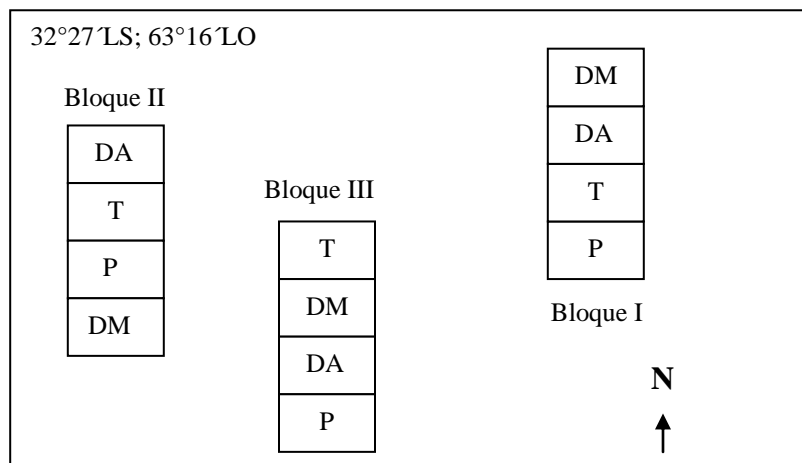 32°27´LS; 63°16´LO
Bloque II
DA
T
P
DM
Bloque III
T
DM
DA
P
DM
DA
T
P
Bloque I
N